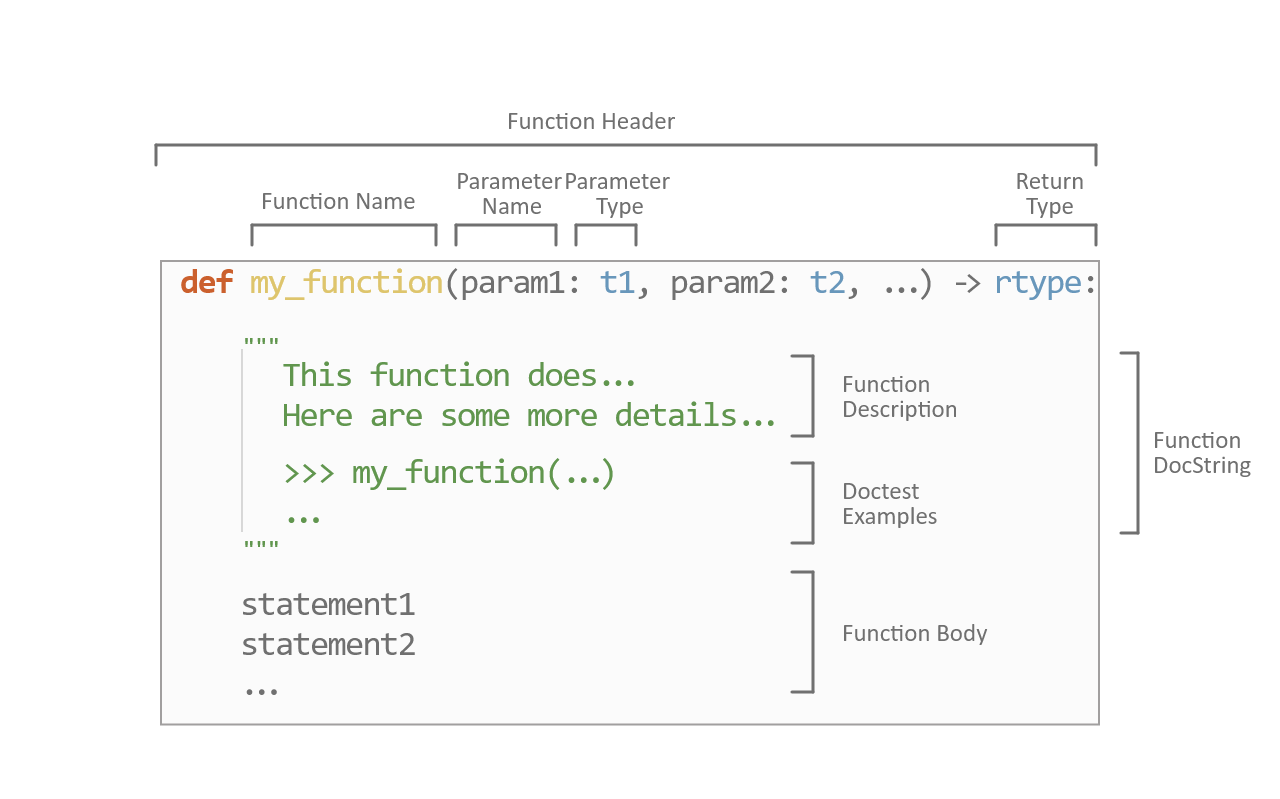 Function Header
Function Name
Parameter
Name
Parameter
Type
Return
Type
def my_function(param1: t1, param2: t2, ...) -> rtype:
"""
This function does...
Here are some more details...
Function
Description
>>> my_function(...)
...
Doctest
Examples
Function
DocString
"""
statement1
statement2
...
Function Body